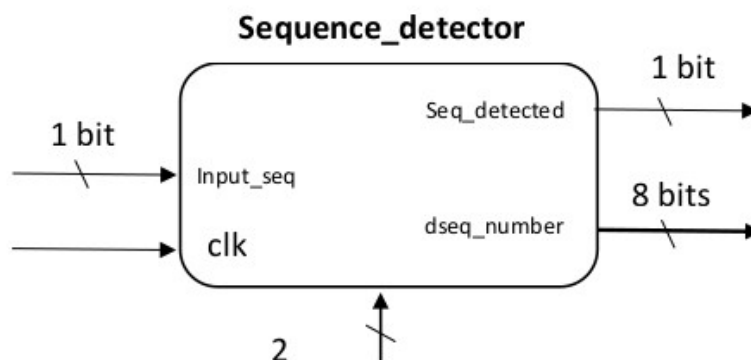 Sequence_detector
1 bit
Seq_detected
1 bit
Input_seq
8 bits
dseq_number
clk
2